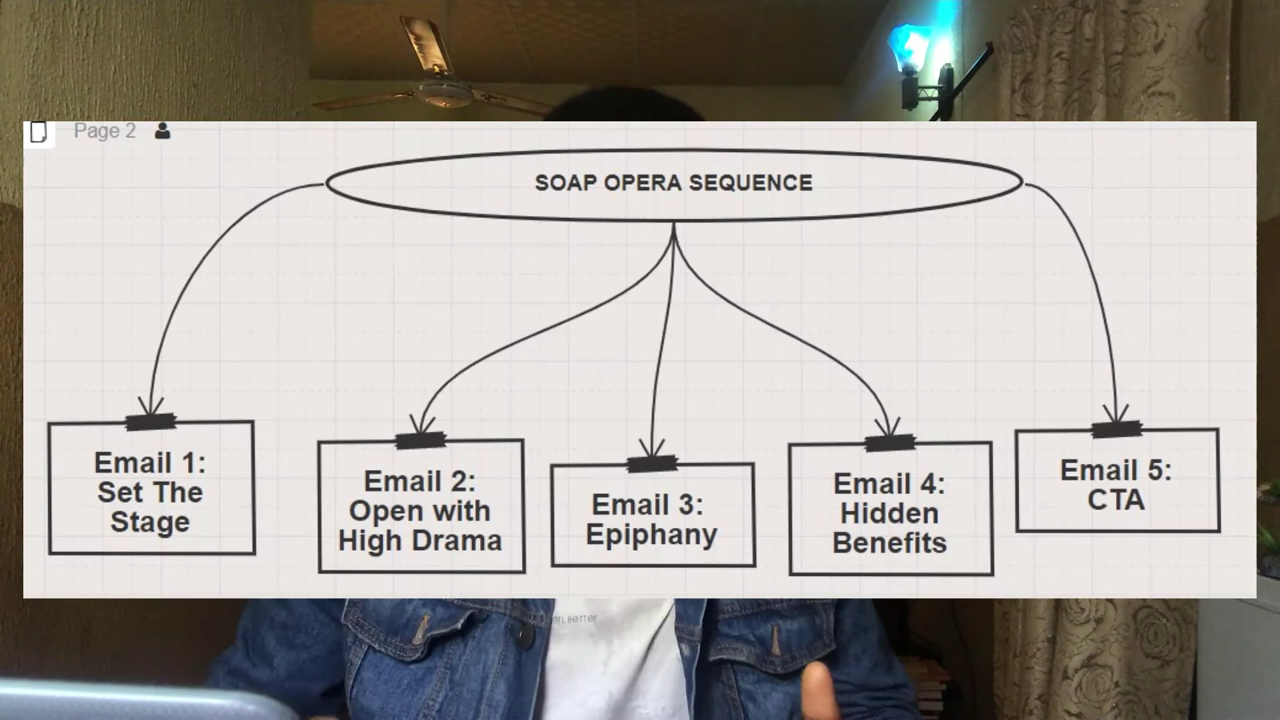 Page 2
SOAP OPERA SEQUENCE
Email 1:
Set The
Stage
Email 2:
Open with
High Drama
Email 3:
Epiphany
Email 4:
Hidden
Benefits
Email 5:
CTA